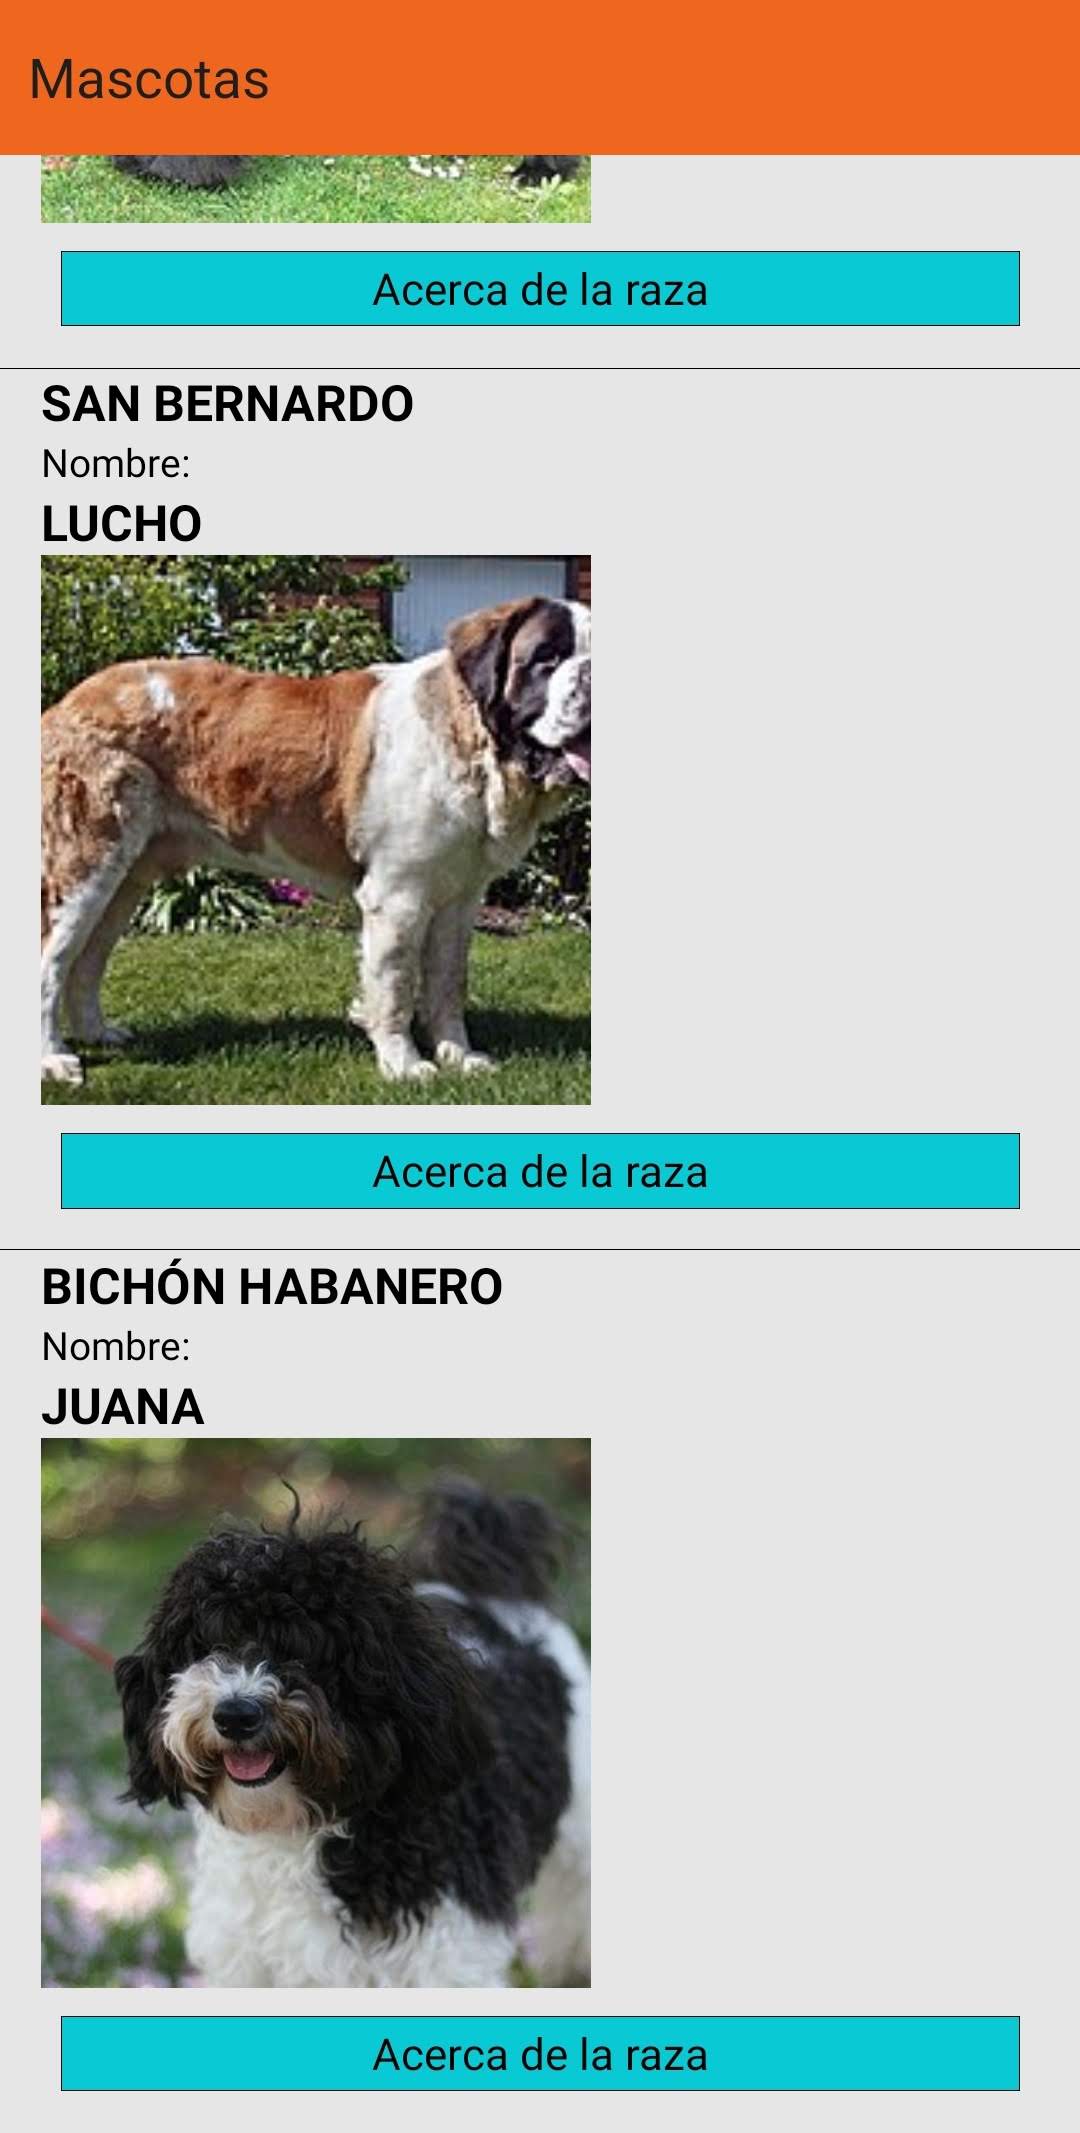 Mascotas
Acerca de la raza
SAN BERNARDO
Nombre:
LUCHO
Acerca de la raza
BICHÓN HABANERO
Nombre:
JUANA
Acerca de la raza